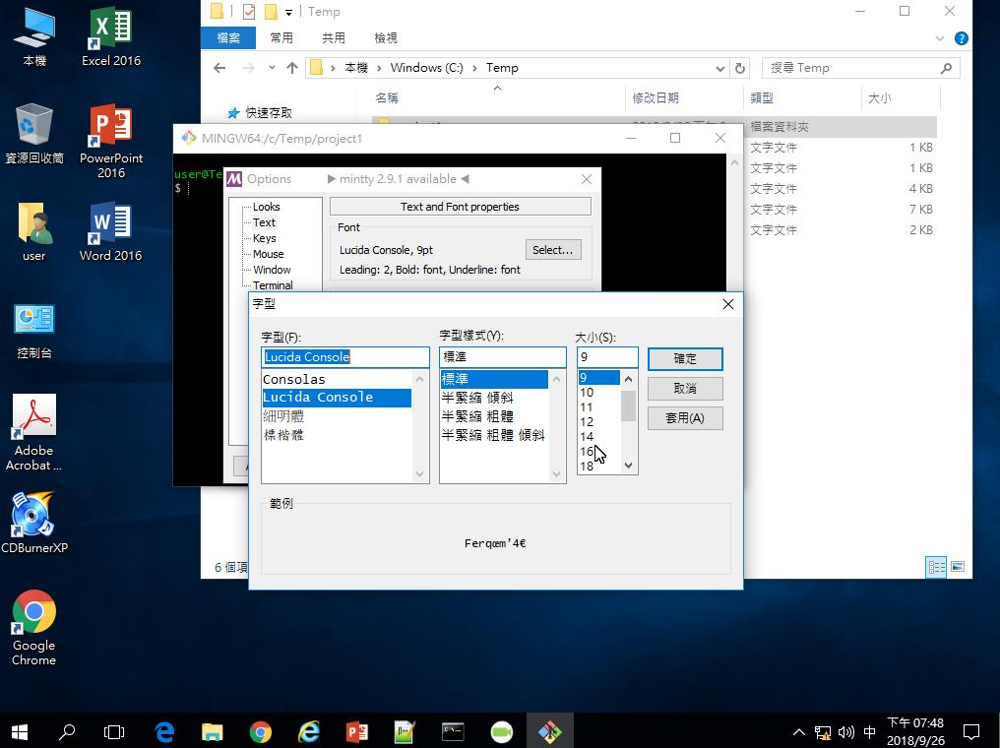 本機
Excel 2016
資源回收筒
PowerPoint
2016
user
Word 2016
控制台
Adobe
Acrobat ...
CDBurnerXP
Google
Chrome
Temp
檔案
常用
共用
檢視
本機
Windows (C:)
Temp
搜尋 Temp
名稱
修改日期
類型
大小
快速存取
檔案資料夾
文字文件
1 KB
文字文件
1 KB
文字文件
4 KB
文字文件
7 KB
文字文件
2 KB
6 個項
MINGW64:/c/Temp/project1
user@Te
$
Options
▶ mintty 2.9.1 available ◀
Looks
Text
Keys
Mouse
Window
Terminal
Text and Font properties
Font
Lucida Console, 9pt
Select...
Leading: 2, Bold: font, Underline: font
字型
字型(F):
Lucida Console
Consolas
Lucida Console
細明體
標楷體
字型樣式(Y):
標準
標準
半緊縮 傾斜
半緊縮 粗體
半緊縮 粗體 傾斜
大小(S):
9
9
10
11
12
14
16
18
確定
取消
套用(A)
範例
Ferqœm'4€
中
下午 07:48
2018/9/26